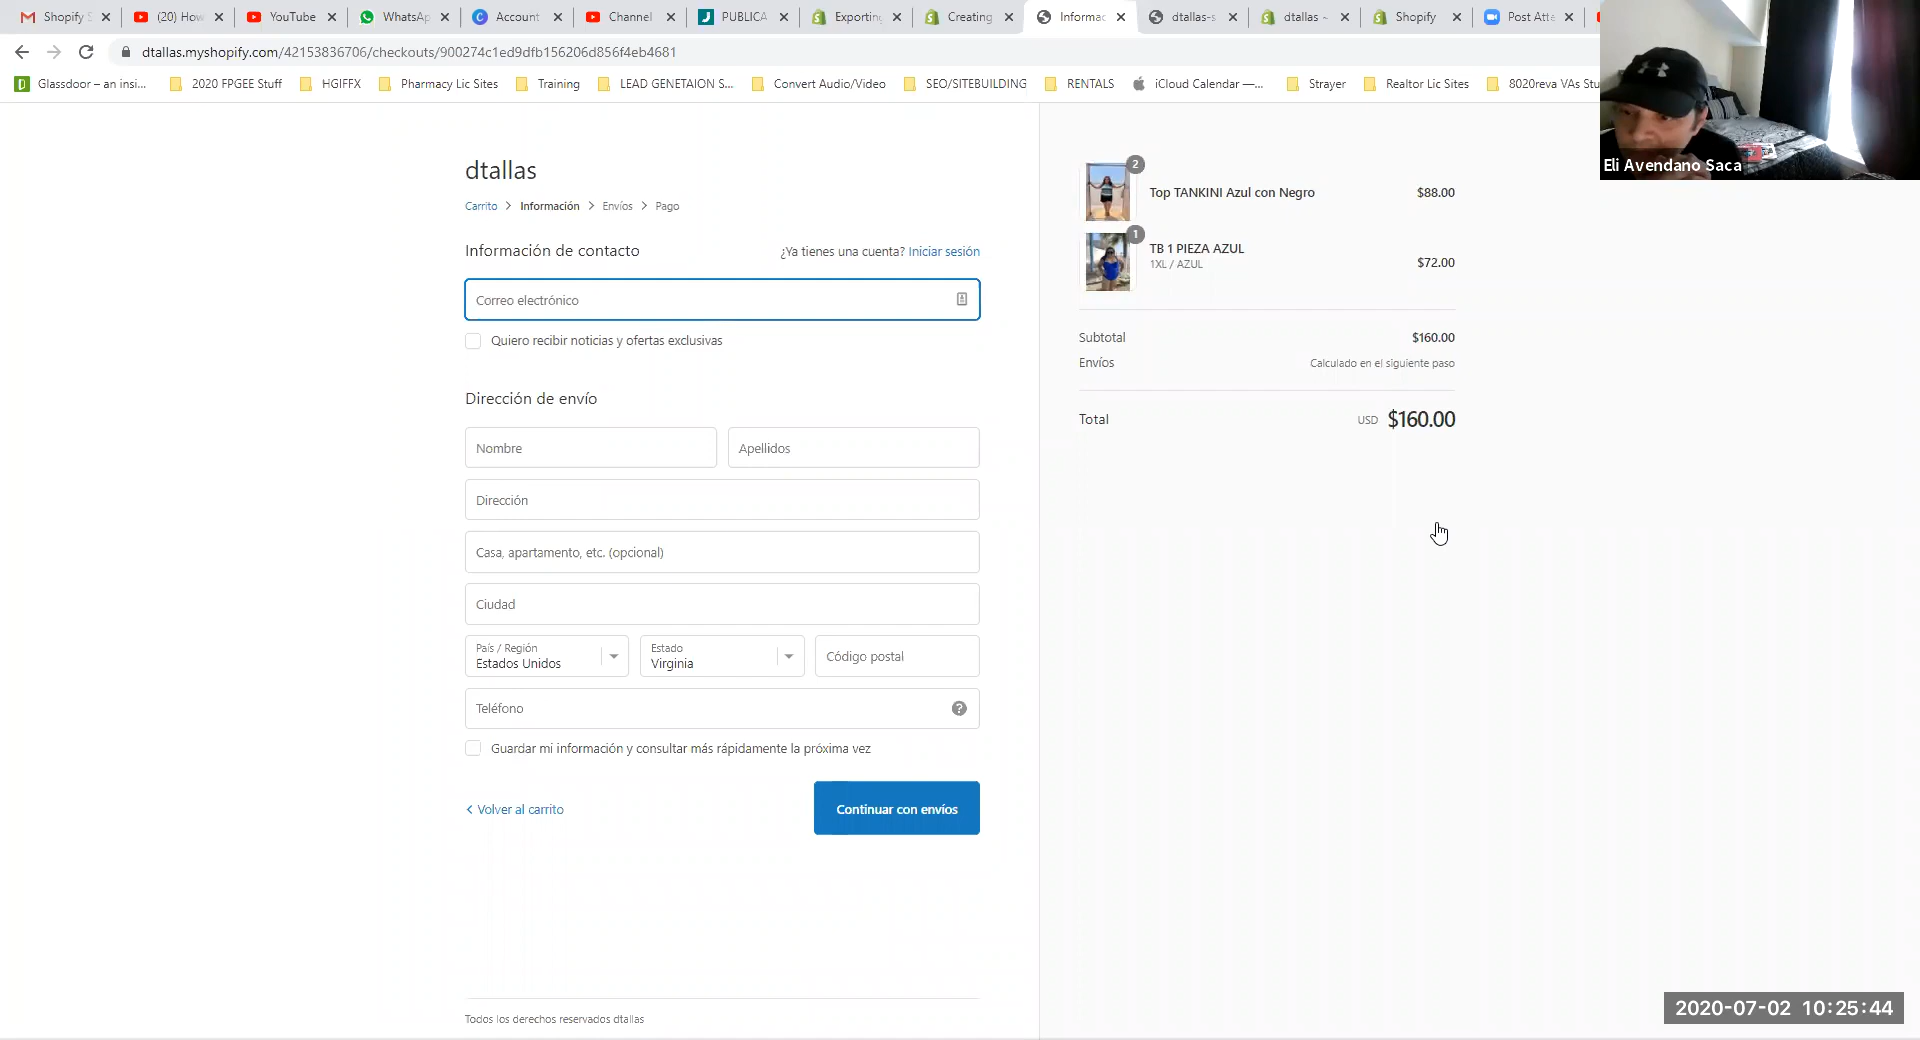 Shopify S
(20) How
YouTube
WhatsAp
Account
Channel
PUBLICA
Exporting
Creating
Informac
dtallas-s
dtallas ~
Shopify
Post Atta
dtallas.myshopify.com/42153836706/checkouts/900274c1ed9dfb156206d856f4eb4681
Glassdoor – an insi...
2020 FPGEE Stuff
HGIFFX
Pharmacy Lic Sites
Training
LEAD GENETAION S...
Convert Audio/Video
SEO/SITEBUILDING
RENTALS
iCloud Calendar —...
Strayer
Realtor Lic Sites
8020reva VAs Stu
Eli Avendano Saca
dtallas
Carrito > Información > Envíos > Pago
Información de contacto
¿Ya tienes una cuenta? Iniciar sesión
Correo electrónico
Quiero recibir noticias y ofertas exclusivas
Dirección de envío
Nombre
Apellidos
Dirección
Casa, apartamento, etc. (opcional)
Ciudad
País / Región
Estados Unidos
Estado
Virginia
Código postal
Teléfono
?
Guardar mi información y consultar más rápidamente la próxima vez
< Volver al carrito
Continuar con envíos
Todos los derechos reservados dtallas
2
Top TANKINI Azul con Negro $88.00
1
TB 1 PIEZA AZUL
1XL / AZUL
$72.00
Subtotal $160.00
Envíos Calculado en el siguiente paso
Total USD $160.00
2020-07-02 10:25:44